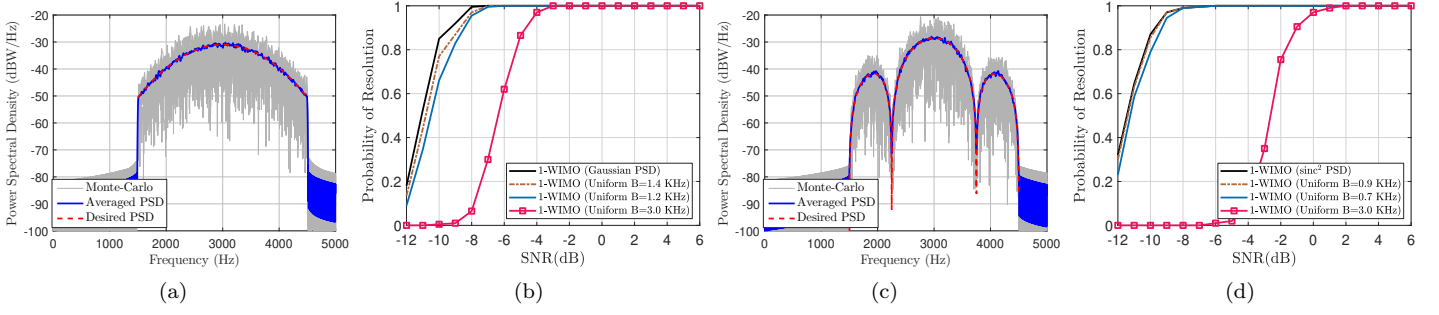 Power Spectral Density (dBW/Hz)
-20
-30
-40
-50
-60
-70
-80
-90
-100
0
1000
2000
3000
4000
5000
Frequency (Hz)
Monte-Carlo
Averaged PSD
Desired PSD
(a)
Probability of Resolution
1
0.8
0.6
0.4
0.2
0
-12
-10
-8
-6
-4
-2
0
2
4
6
SNR(dB)
1-WIMO (Gaussian PSD)
1-WIMO (Uniform B=1.4 KHz)
1-WIMO (Uniform B=1.2 KHz)
1-WIMO (Uniform B=3.0 KHz)
(b)
Power Spectral Density (dBW/Hz)
-20
-30
-40
-50
-60
-70
-80
-90
-100
0
1000
2000
3000
4000
5000
Frequency (Hz)
Monte-Carlo
Averaged PSD
Desired PSD
(c)
Probability of Resolution
1
0.8
0.6
0.4
0.2
0
-12
-10
-8
-6
-4
-2
0
2
4
6
SNR(dB)
1-WIMO (sinc² PSD)
1-WIMO (Uniform B=0.9 KHz)
1-WIMO (Uniform B=0.7 KHz)
1-WIMO (Uniform B=3.0 KHz)
(d)